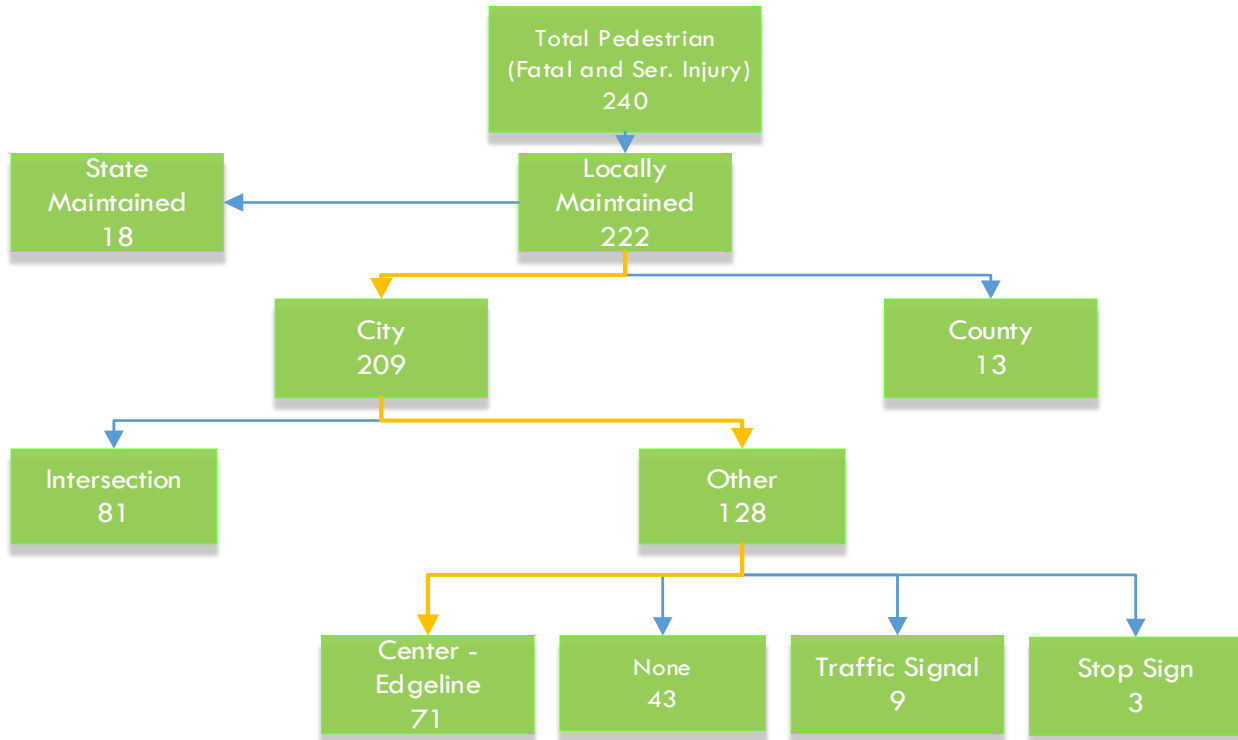 Total Pedestrian
(Fatal and Ser. Injury)
240
State
Maintained
18
Locally
Maintained
222
City
209
County
13
Intersection
81
Other
128
Center -
Edgeline
71
None
43
Traffic Signal
9
Stop Sign
3